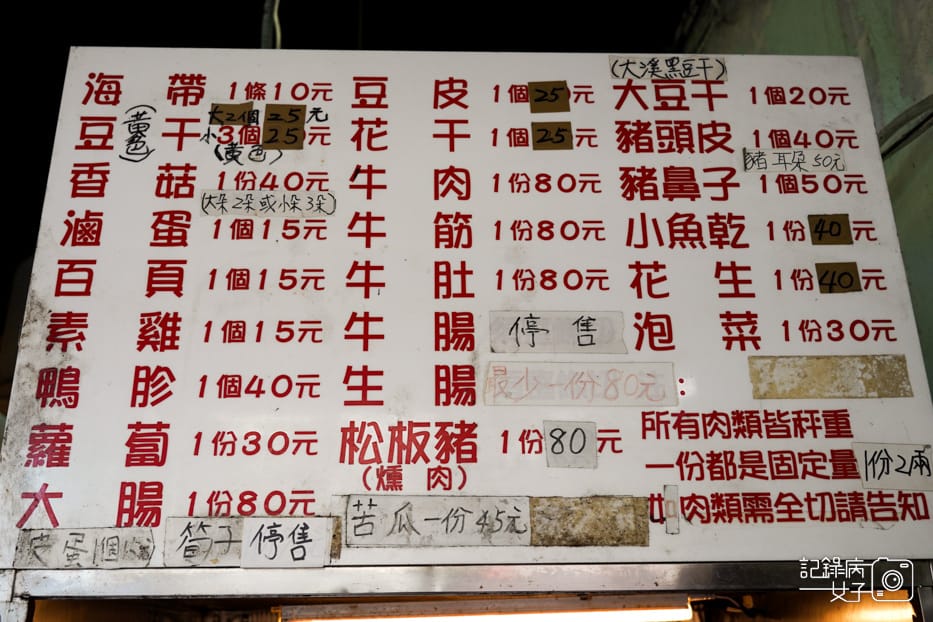 海帶 1條10元
豆干(黃色) 大2個25元
小3個25元
(黃色)
香菇 1份40元
(大朵2朵或小朵3朵)
滷蛋 1個15元
百頁 1個15元
素雞 1個15元
鴨胗 1個40元
蘿蔔 1份30元
大腸 1份80元
皮蛋1個15元
筍子 停售
豆皮 1個25元
花干 1個25元
牛肉 1份80元
牛筋 1份80元
牛肚 1份80元
牛腸 停售
生腸 最少一份80元:
松板豬 1份80元
(燻肉)
苦瓜一份45元
(大溪黑豆干)
大豆干 1個20元
豬頭皮 1個40元
豬耳朵50元
豬鼻子 1個50元
小魚乾 1份40元
花生 1份40元
泡菜 1份30元
所有肉類皆秤重
一份都是固定量 1份2兩
肉類需全切請告知
記錄病
一女子